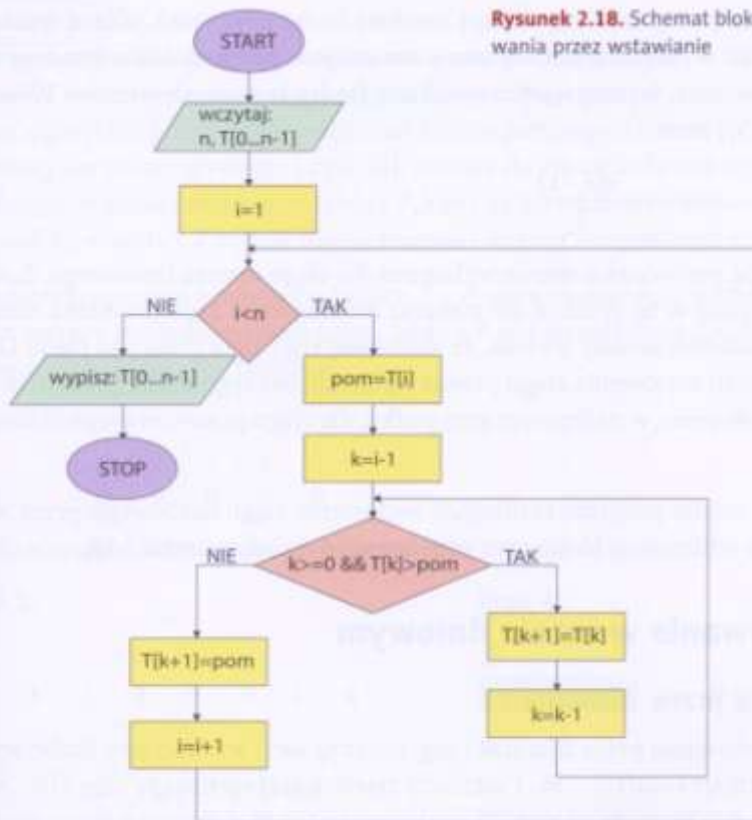 Rysunek 2.18. Schemat blok
wania przez wstawianie
START
wczytaj:
n, T[0...n-1]
i=1
NIE
i<n
TAK
wypisz: T[0...n-1]
pom=T[i]
STOP
k=i-1
NIE
k>=0 && T[k]>pom
TAK
T[k+1]=pom
T[k+1]=T[k]
i=i+1
k=k-1